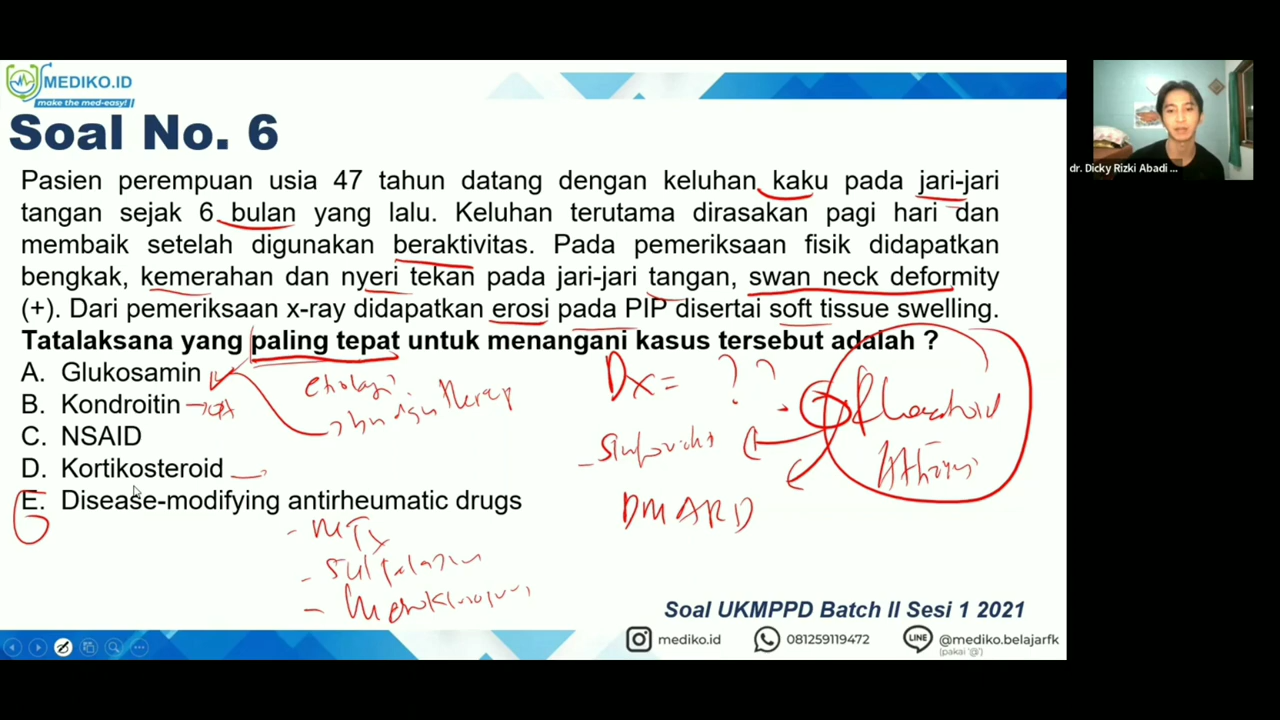 MEDIKO.ID
make the med-easy!
Soal No. 6
dr. Dicky Rizki Abadi ...
Pasien perempuan usia 47 tahun datang dengan keluhan kaku pada jari-jari
tangan sejak 6 bulan yang lalu. Keluhan terutama dirasakan pagi hari dan
membaik setelah digunakan beraktivitas. Pada pemeriksaan fisik didapatkan
bengkak, kemerahan dan nyeri tekan pada jari-jari tangan, swan neck deformity
(+). Dari pemeriksaan x-ray didapatkan erosi pada PIP disertai soft tissue swelling.
Tatalaksana yang paling tepat untuk menangani kasus tersebut adalah ?
A. Glukosamin
B. Kondroitin
C. NSAID
D. Kortikosteroid
E. Disease-modifying antirheumatic drugs
Dx = ? ?
DMARD
- MTX
Soal UKMPPD Batch II Sesi 1 2021
mediko.id
081259119472
@mediko.belajarfk
(pakai '@')